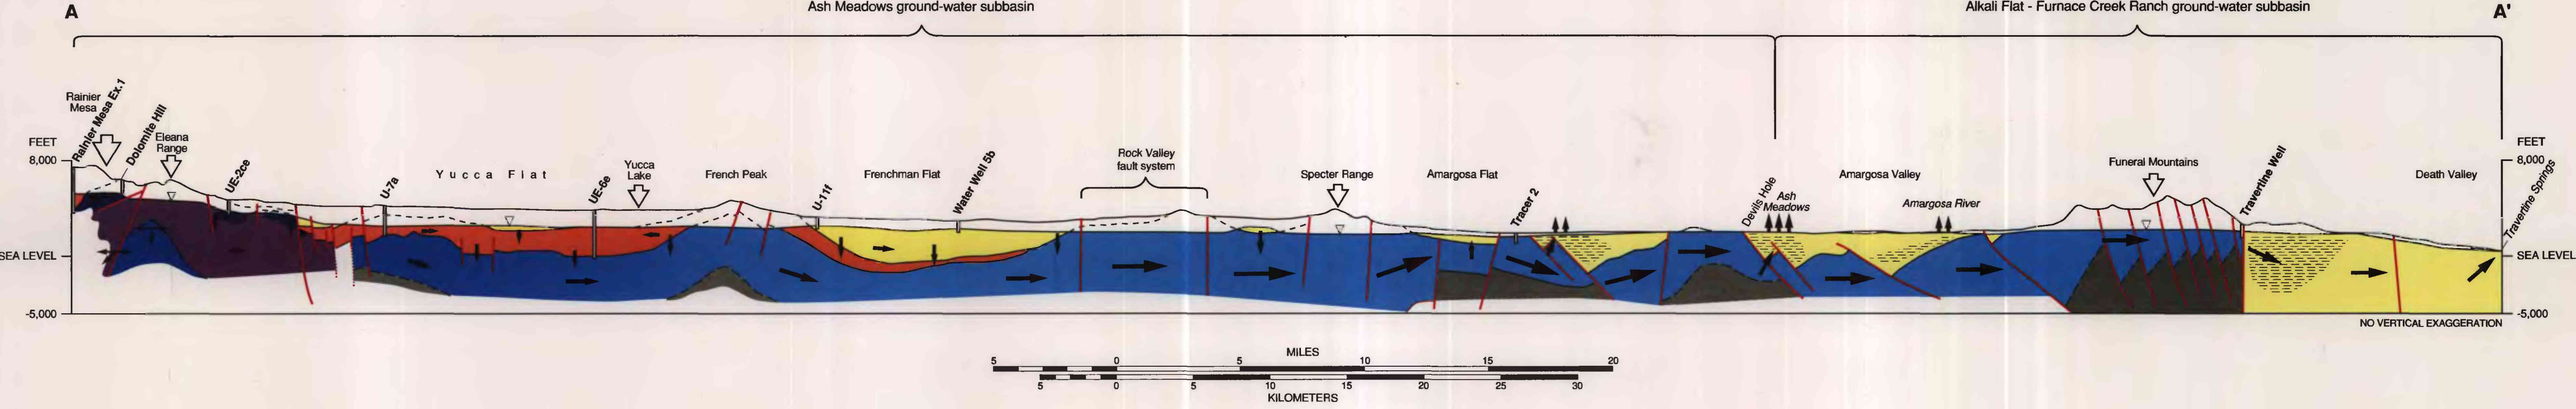 A
Ash Meadows ground-water subbasin
Alkali Flat - Furnace Creek Ranch ground-water subbasin
A'
Rainier
Mesa
Rainier Mesa Ex.1
Dolomite Hill
Eleana
Range
UE-2ce
U-7a
Yucca Flat
UE-6e
Yucca
Lake
French Peak
U-11f
Frenchman Flat
Water Well 5b
Rock Valley
fault system
Specter Range
Amargosa Flat
Tracer 2
Devils Hole
Ash
Meadows
Amargosa Valley
Amargosa River
Funeral Mountains
Travertine Well
Death Valley
Travertine Springs
FEET
8,000
SEA LEVEL
-5,000
FEET
8,000
SEA LEVEL
-5,000
NO VERTICAL EXAGGERATION
MILES
5 0 5 10 15 20
5 0 5 10 15 20 25 30
KILOMETERS